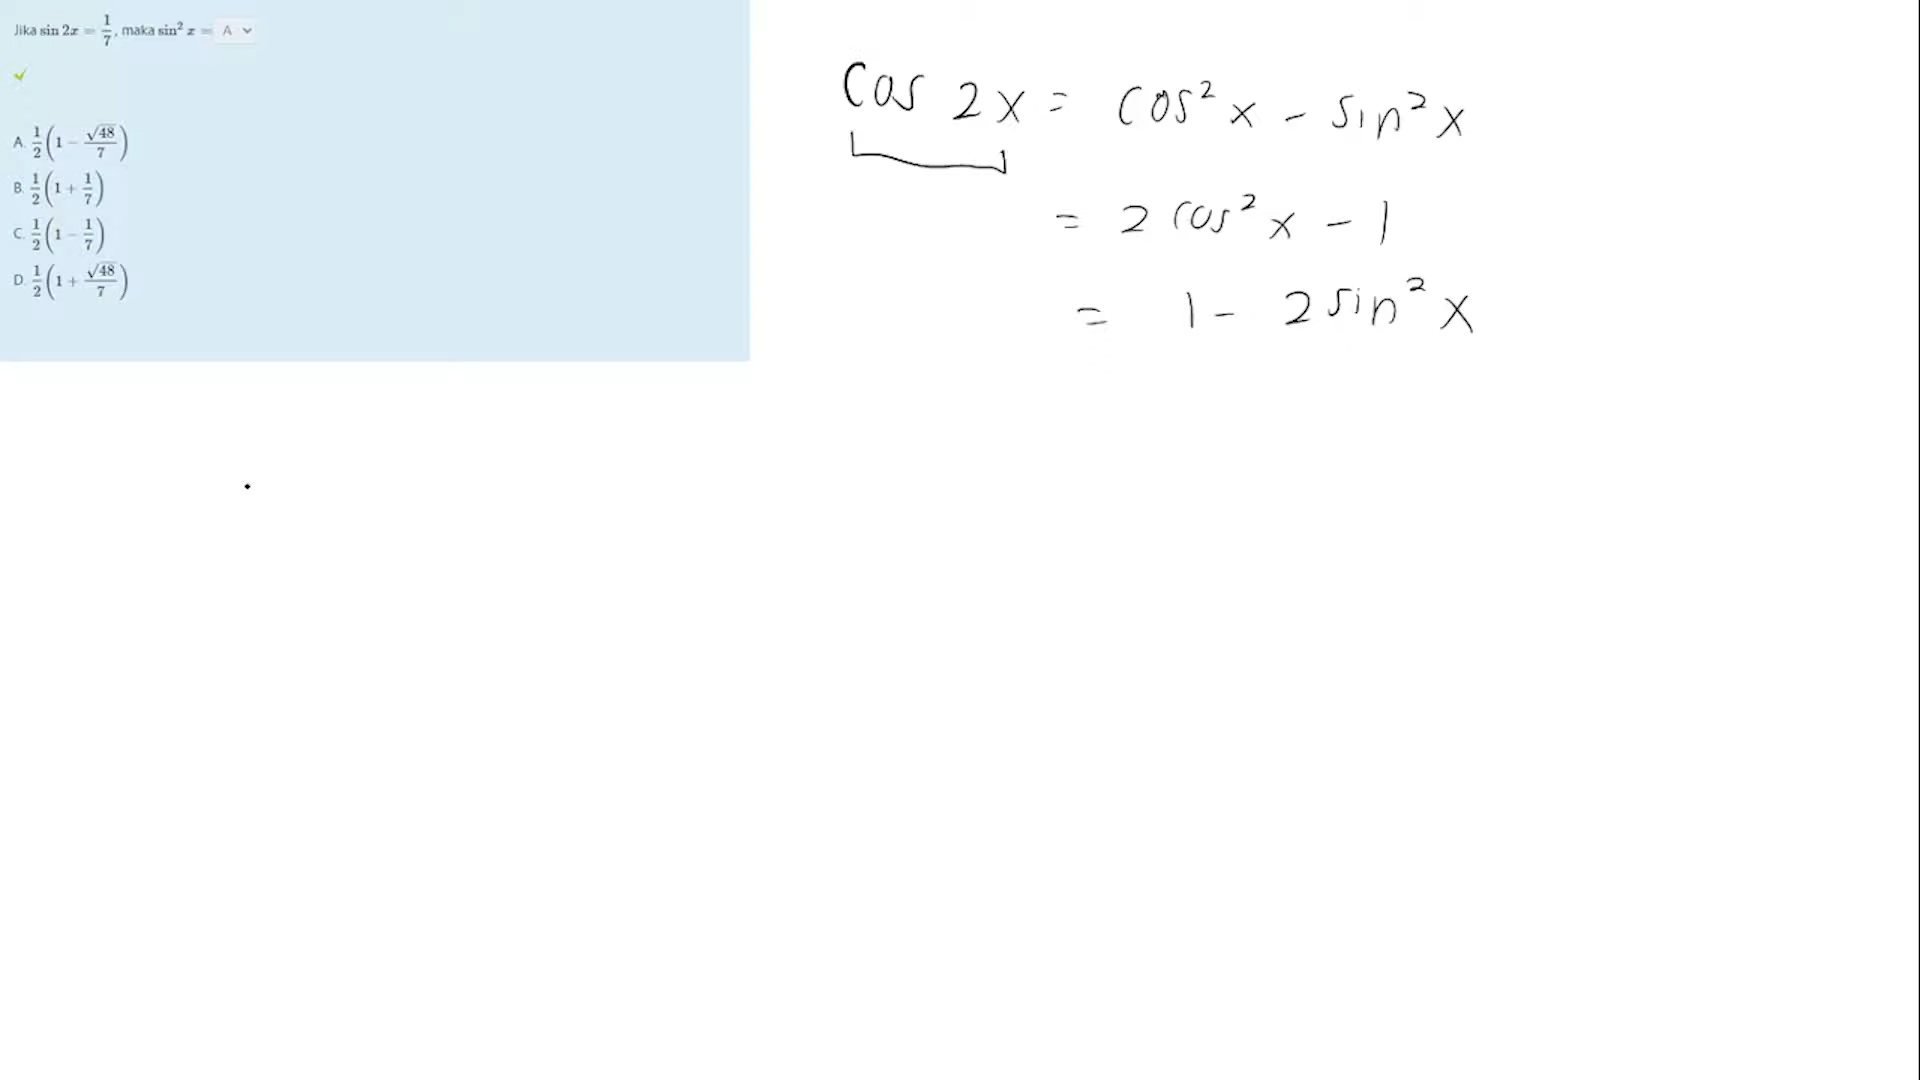 Jika sin 2x = 1/7, maka sin² x = A
A. 1/2 (1 − √48/7)
B. 1/2 (1 + 1/7)
C. 1/2 (1 − 1/7)
D. 1/2 (1 + √48/7)
cos 2x = cos² x − sin² x
= 2 cos² x − 1
= 1 − 2 sin² x